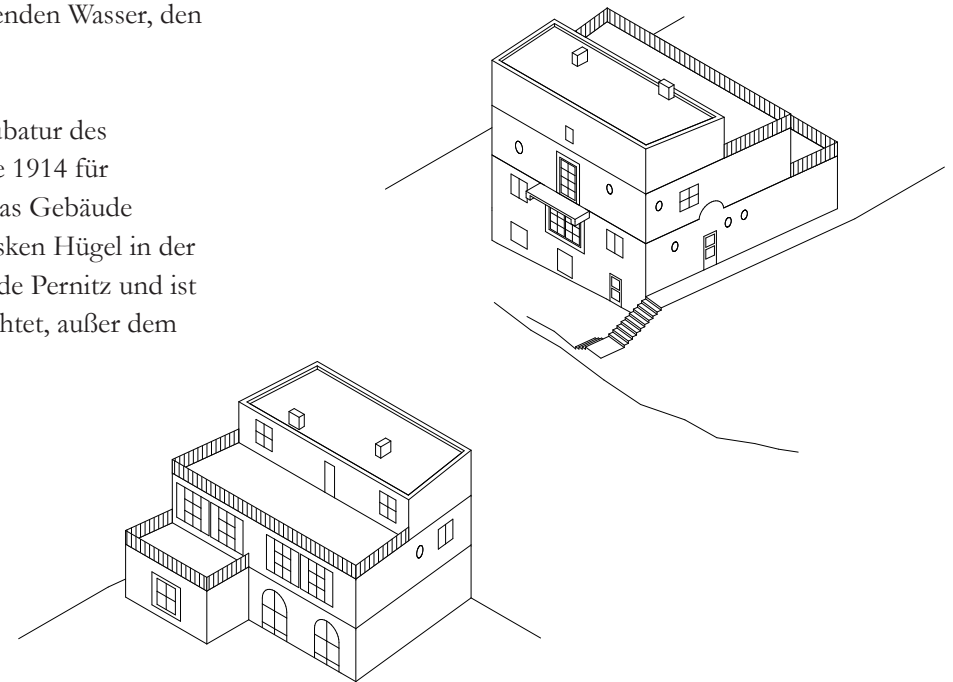 enden Wasser, den
ubatur des
e 1914 für
as Gebäude
sken Hügel in der
de Pernitz und ist
htet, außer dem